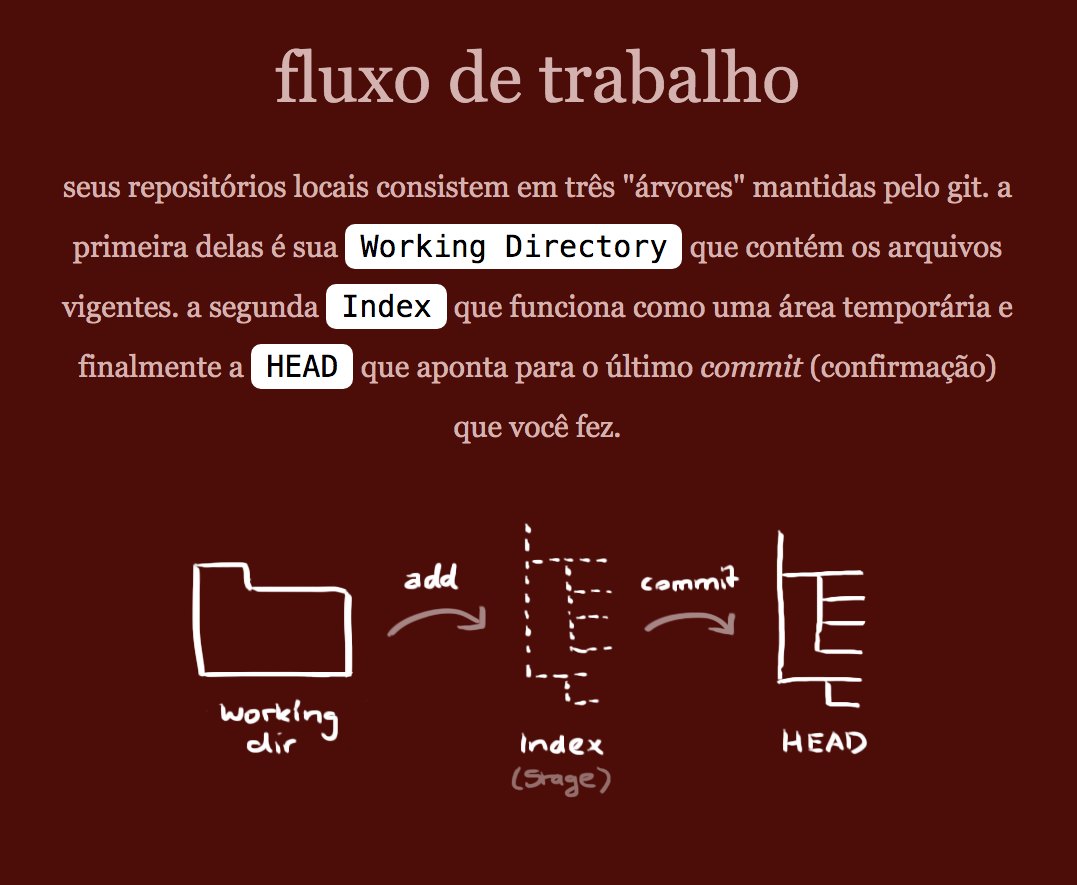 fluxo de trabalho
seus repositórios locais consistem em três "árvores" mantidas pelo git. a
primeira delas é sua Working Directory que contém os arquivos
vigentes. a segunda Index que funciona como uma área temporária e
finalmente a HEAD que aponta para o último commit (confirmação)
que você fez.
add
commit
working
dir
Index
(Stage)
HEAD